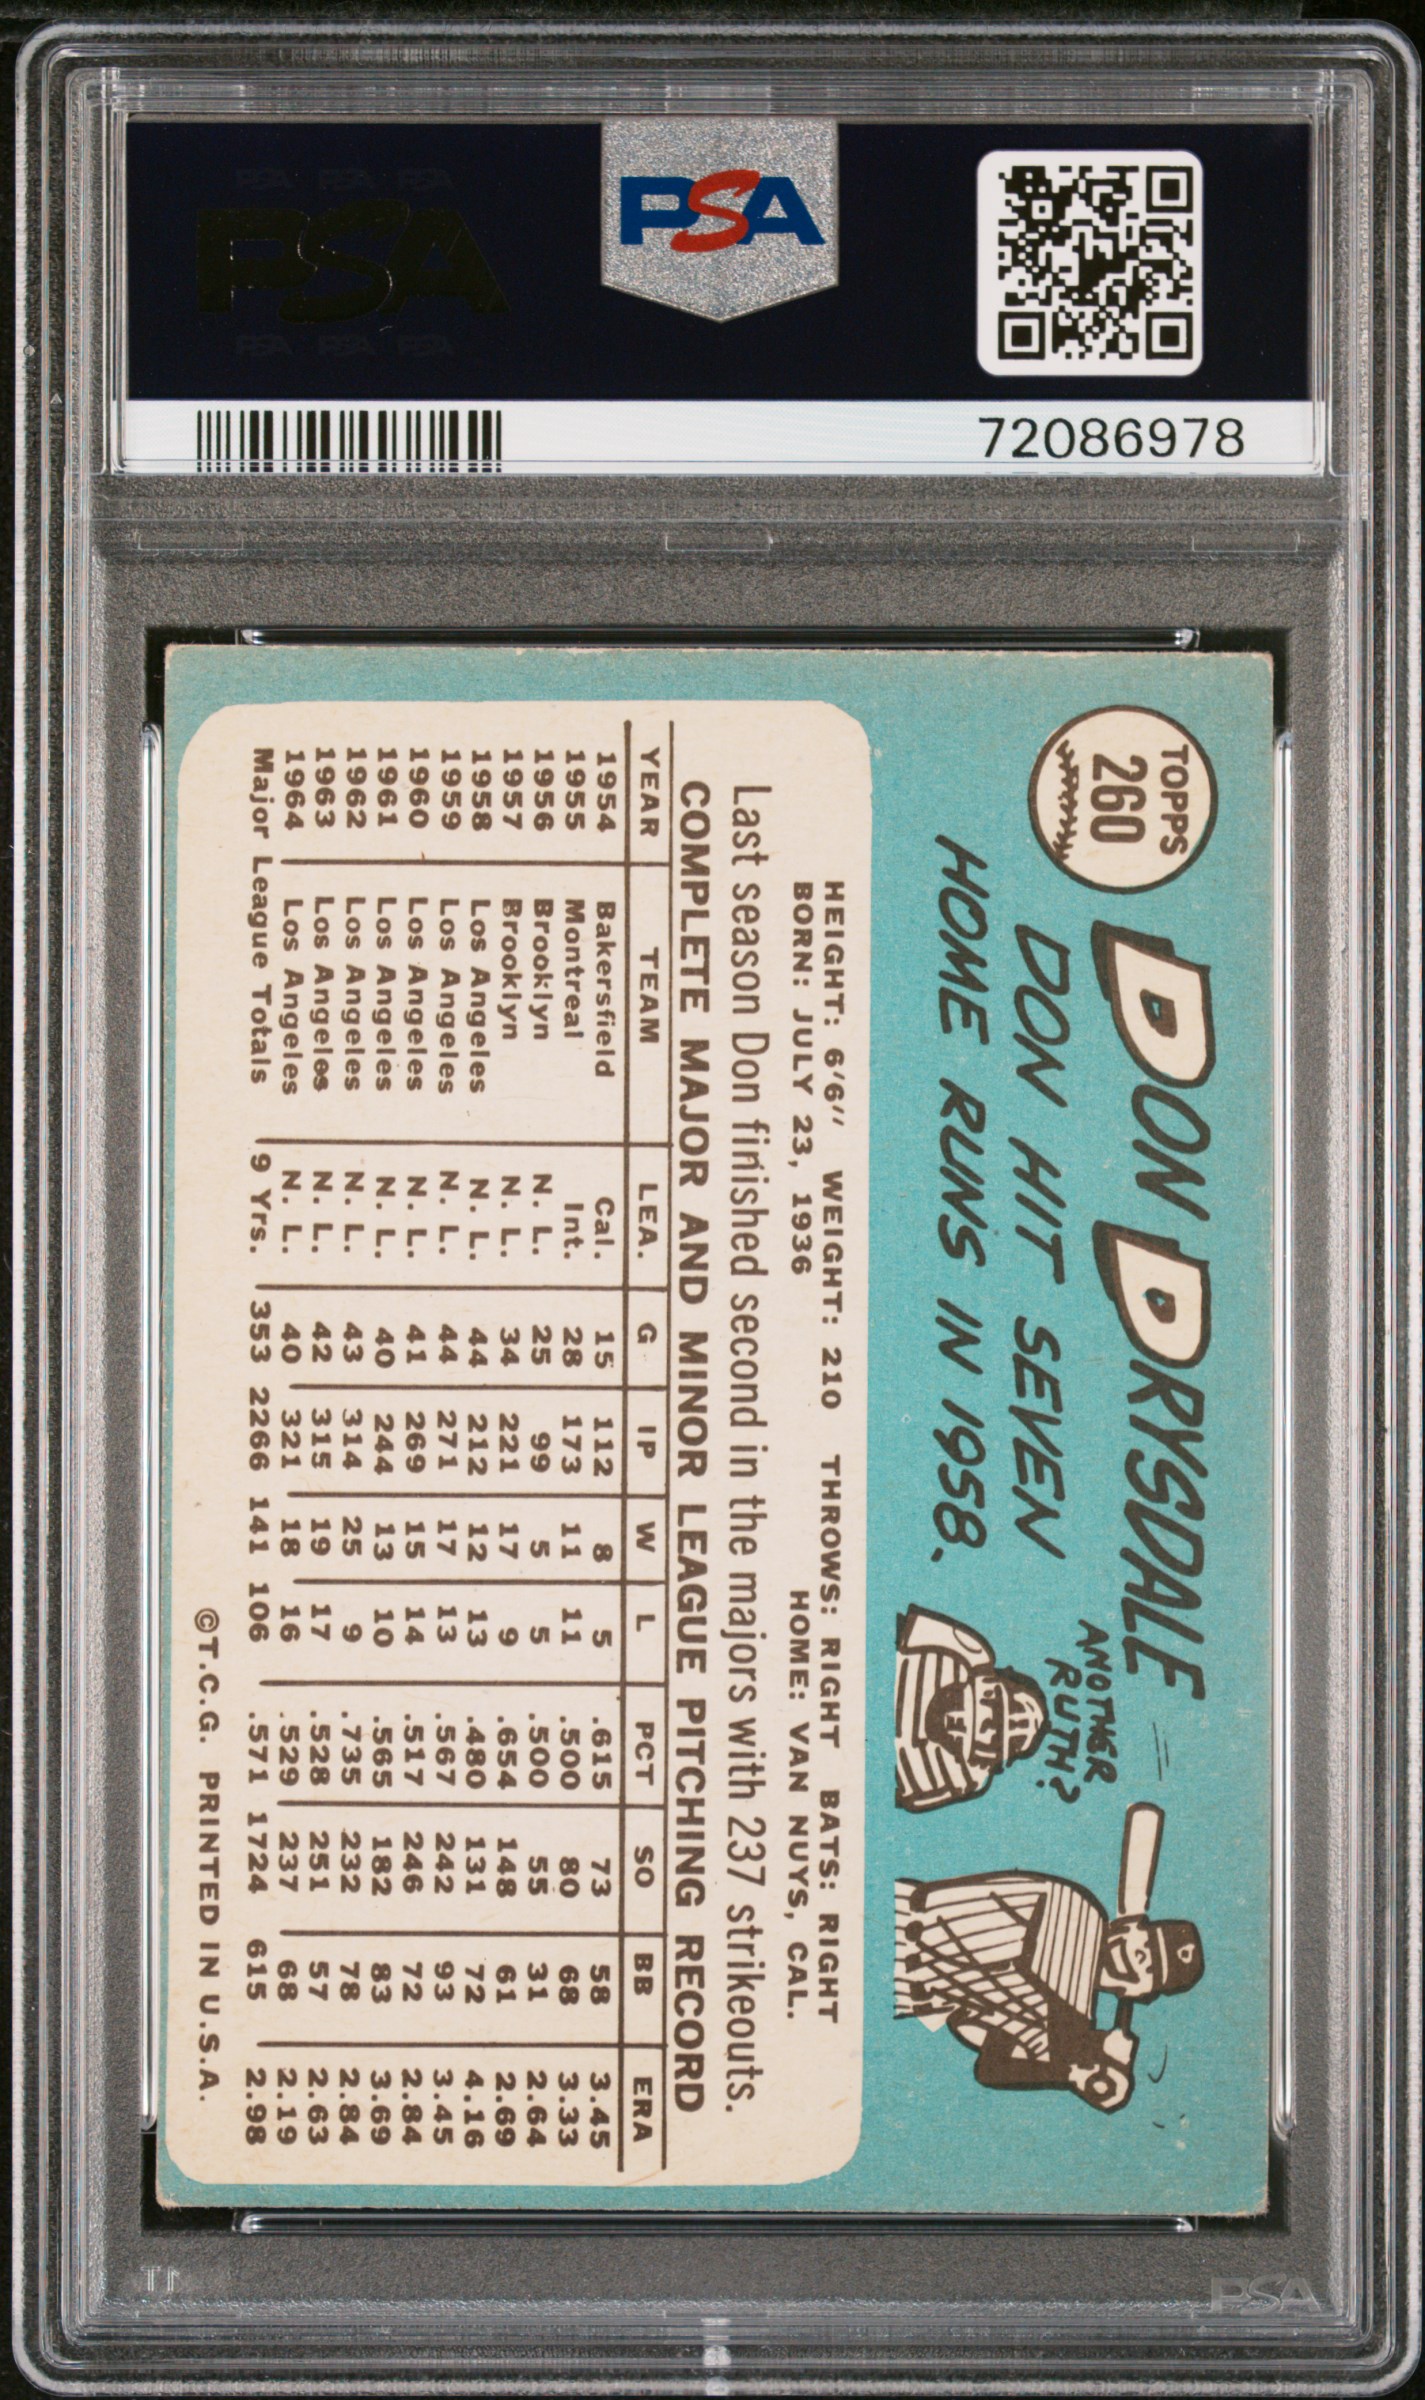 PSA PSA PSA
PSA
PSA PSA PSA
PSA
72086978
TOPPS
260
DON DRYSDALE
DON HIT SEVEN
HOME RUNS IN 1958.
ANOTHER
RUTH?
HEIGHT: 6'6" WEIGHT: 210 THROWS: RIGHT BATS: RIGHT
BORN: JULY 23, 1936 HOME: VAN NUYS, CAL.
Last season Don finished second in the majors with 237 strikeouts.
COMPLETE MAJOR AND MINOR LEAGUE PITCHING RECORD
YEAR TEAM LEA. G IP W L PCT SO BB ERA
1954 Bakersfield Cal. 15 112 8 5 .615 73 58 3.45
1955 Montreal Int. 28 173 11 11 .500 80 68 3.33
1956 Brooklyn N. L. 25 99 5 5 .500 55 31 2.64
1957 Brooklyn N. L. 34 221 17 9 .654 148 61 2.69
1958 Los Angeles N. L. 44 212 12 13 .480 131 72 4.16
1959 Los Angeles N. L. 44 271 17 13 .567 242 93 3.45
1960 Los Angeles N. L. 41 269 15 14 .517 246 72 2.84
1961 Los Angeles N. L. 40 244 13 10 .565 182 83 3.69
1962 Los Angeles N. L. 43 314 25 9 .735 232 78 2.84
1963 Los Angeles N. L. 42 315 19 17 .528 251 57 2.63
1964 Los Angeles N. L. 40 321 18 16 .529 237 68 2.19
Major League Totals 9 Yrs. 353 2266 141 106 .571 1724 615 2.98
©T.C.G. PRINTED IN U.S.A.
PSA